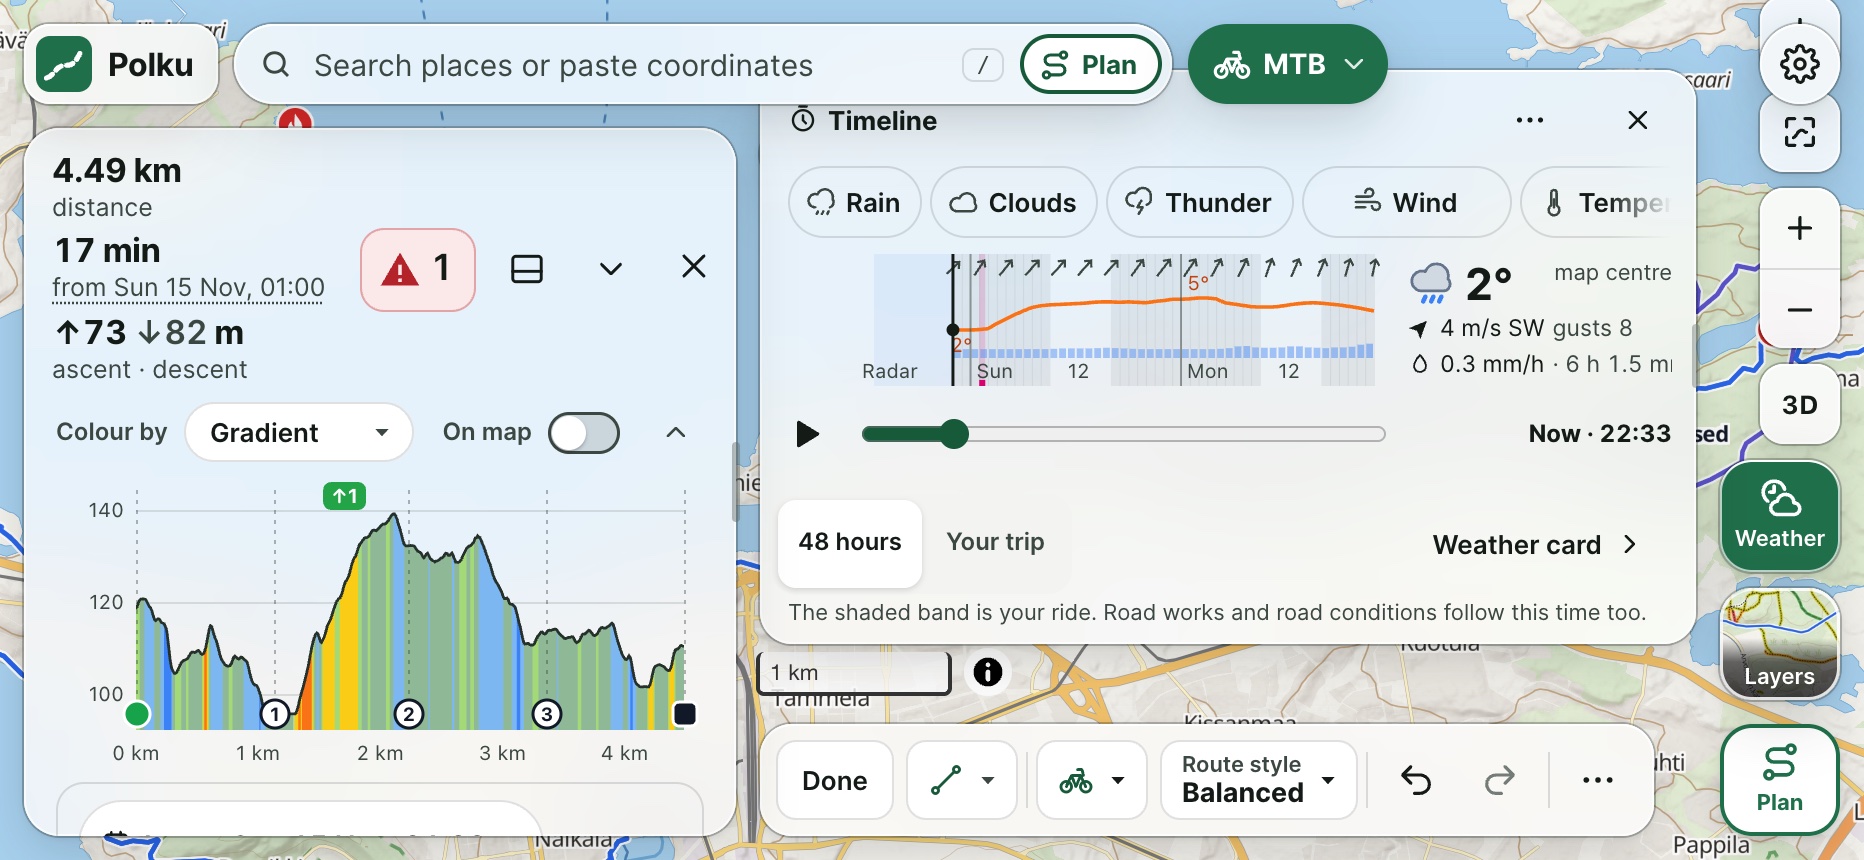 Polku
Search places or paste coordinates
/
Plan
MTB
4.49 km
distance
17 min
from Sun 15 Nov, 01:00
1
↑73 ↓82 m
ascent · descent
Colour by
Gradient
On map
↑1
140
120
100
1
2
3
0 km
1 km
2 km
3 km
4 km
Timeline
Rain
Clouds
Thunder
Wind
Temper
5°
2°
Radar
Sun
12
Mon
12
2°
map centre
4 m/s SW gusts 8
0.3 mm/h · 6 h 1.5 m
Now · 22:33
48 hours
Your trip
Weather card
The shaded band is your ride. Road works and road conditions follow this time too.
1 km
Tammela
Kissanmaa
Done
Route style
Balanced
3D
Weather
Layers
Plan
Pappila